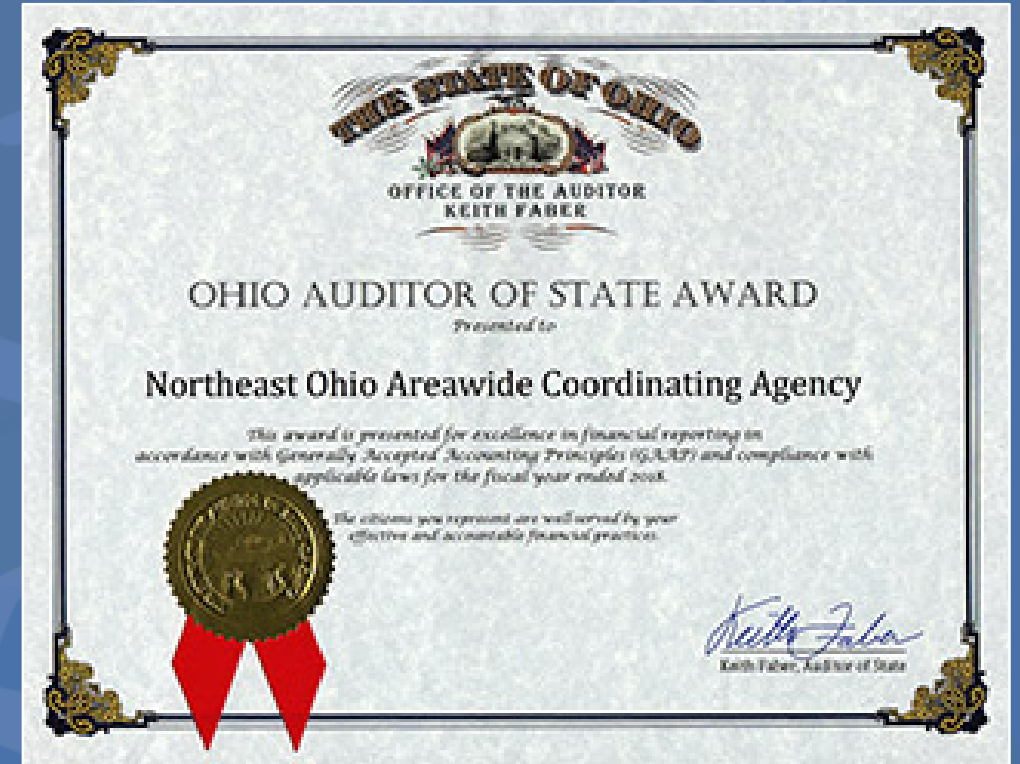 THE STATE OF OHIO
OFFICE OF THE AUDITOR
KEITH FABER
OHIO AUDITOR OF STATE AWARD
Presented to
Northeast Ohio Areawide Coordinating Agency
This award is presented for excellence in financial reporting in
accordance with Generally Accepted Accounting Principles (GAAP) and compliance with
applicable laws for the fiscal year ended 2018.
The citizens you represent are well served by your
effective and accountable financial practices.
Keith Faber
Keith Faber, Auditor of State